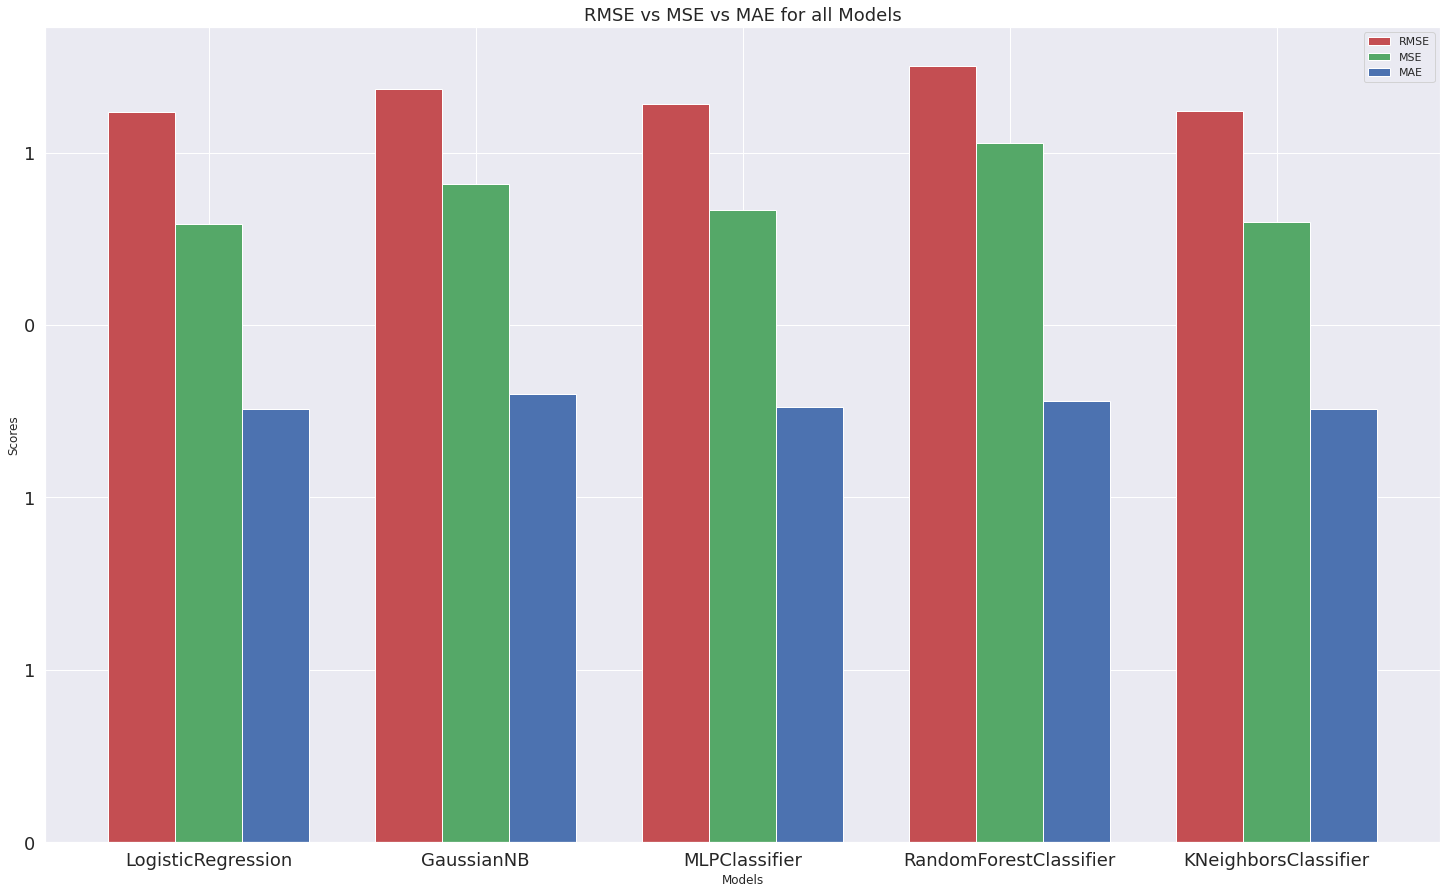 RMSE vs MSE vs MAE for all Models
RMSE
MSE
MAE
1
0
1
1
0
Scores
LogisticRegression
GaussianNB
MLPClassifier
RandomForestClassifier
KNeighborsClassifier
Models